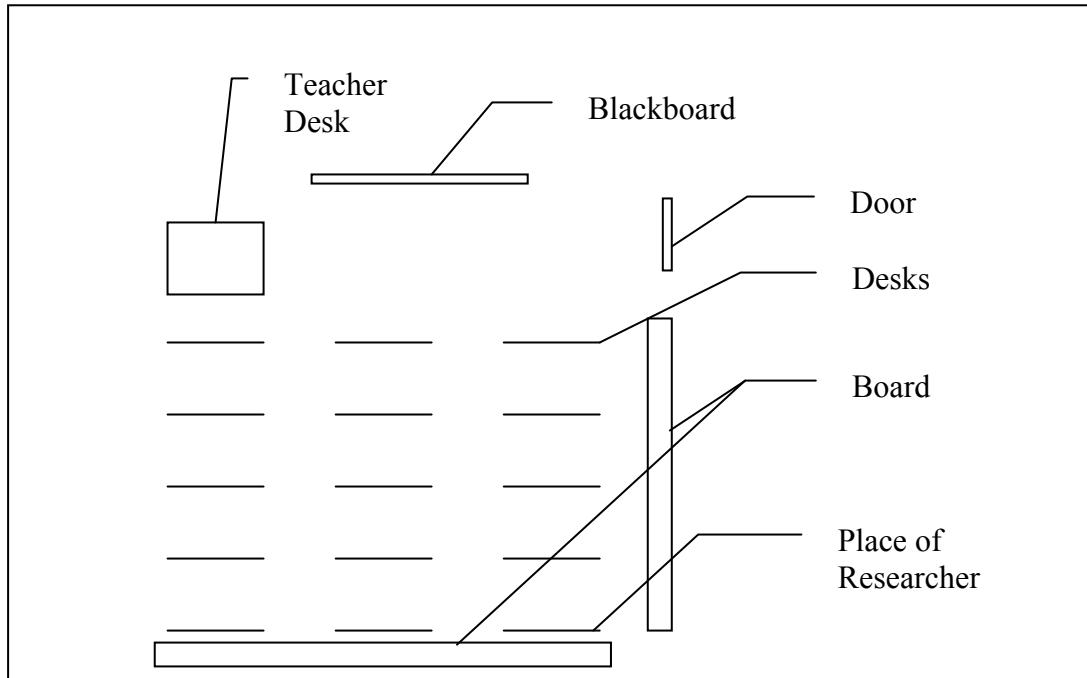 Teacher
Desk
Blackboard
Door
Desks
Board
Place of
Researcher